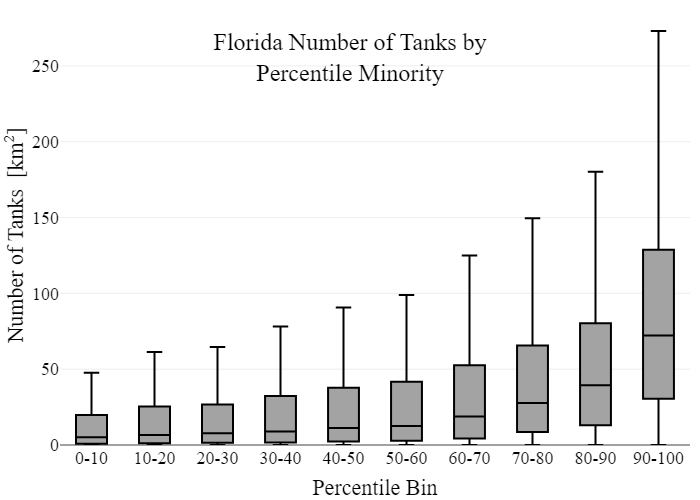 Florida Number of Tanks by
Percentile Minority
Number of Tanks [km²]
250
200
150
100
50
0
0-10 10-20 20-30 30-40 40-50 50-60 60-70 70-80 80-90 90-100
Percentile Bin